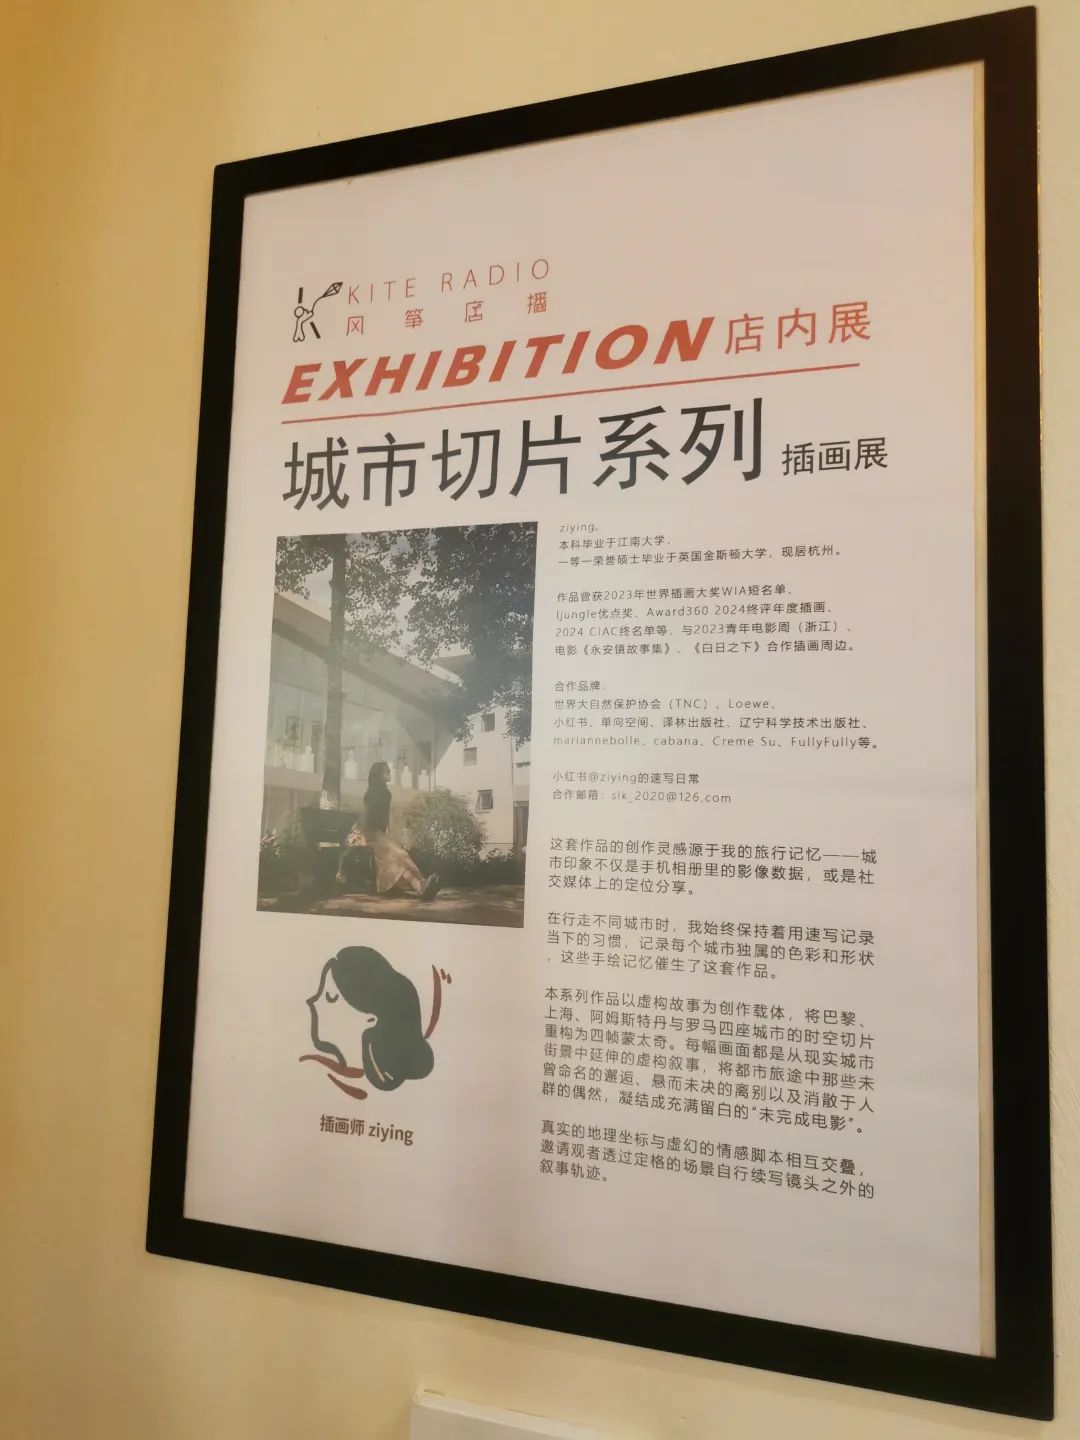 KITE RADIO
风筝店播
EXHIBITION 店内展
城市切片系列 插画展
ziying,
本科毕业于江南大学，
一等一荣誉硕士毕业于英国金斯顿大学，现居杭州。
作品曾获2023年世界插画大奖WIA短名单、
Ijungle优点奖、Award360 2024终评年度插画、
2024 CIAC终名单等，与2023青年电影周（浙江）、
电影《永安镇故事集》、《白日之下》合作插画周边。
合作品牌：
世界大自然保护协会（TNC）、Loewe、
小红书、单向空间、译林出版社、辽宁科学技术出版社、
mariannebolle、cabana、Creme Su、FullyFully等。
小红书@ziying的速写日常
合作邮箱：slk_2020@126.com
这套作品的创作灵感源于我的旅行记忆——城
市印象不仅是手机相册里的影像数据，或是社
交媒体上的定位分享。
在行走不同城市时，我始终保持着用速写记录
当下的习惯，记录每个城市独属的色彩和形状
，这些手绘记忆催生了这套作品。
本系列作品以虚构故事为创作载体，将巴黎、
上海、阿姆斯特丹与罗马四座城市的时空切片
重构为四帧蒙太奇。每幅画面都是从现实城市
街景中延伸的虚构叙事，将都市旅途中那些未
曾命名的邂逅、悬而未决的离别以及消散于人
群的偶然，凝结成充满留白的“未完成电影”。
真实的地理坐标与虚幻的情感脚本相互交叠，
邀请观者透过定格的场景自行续写镜头之外的
叙事轨迹。
插画师 ziying